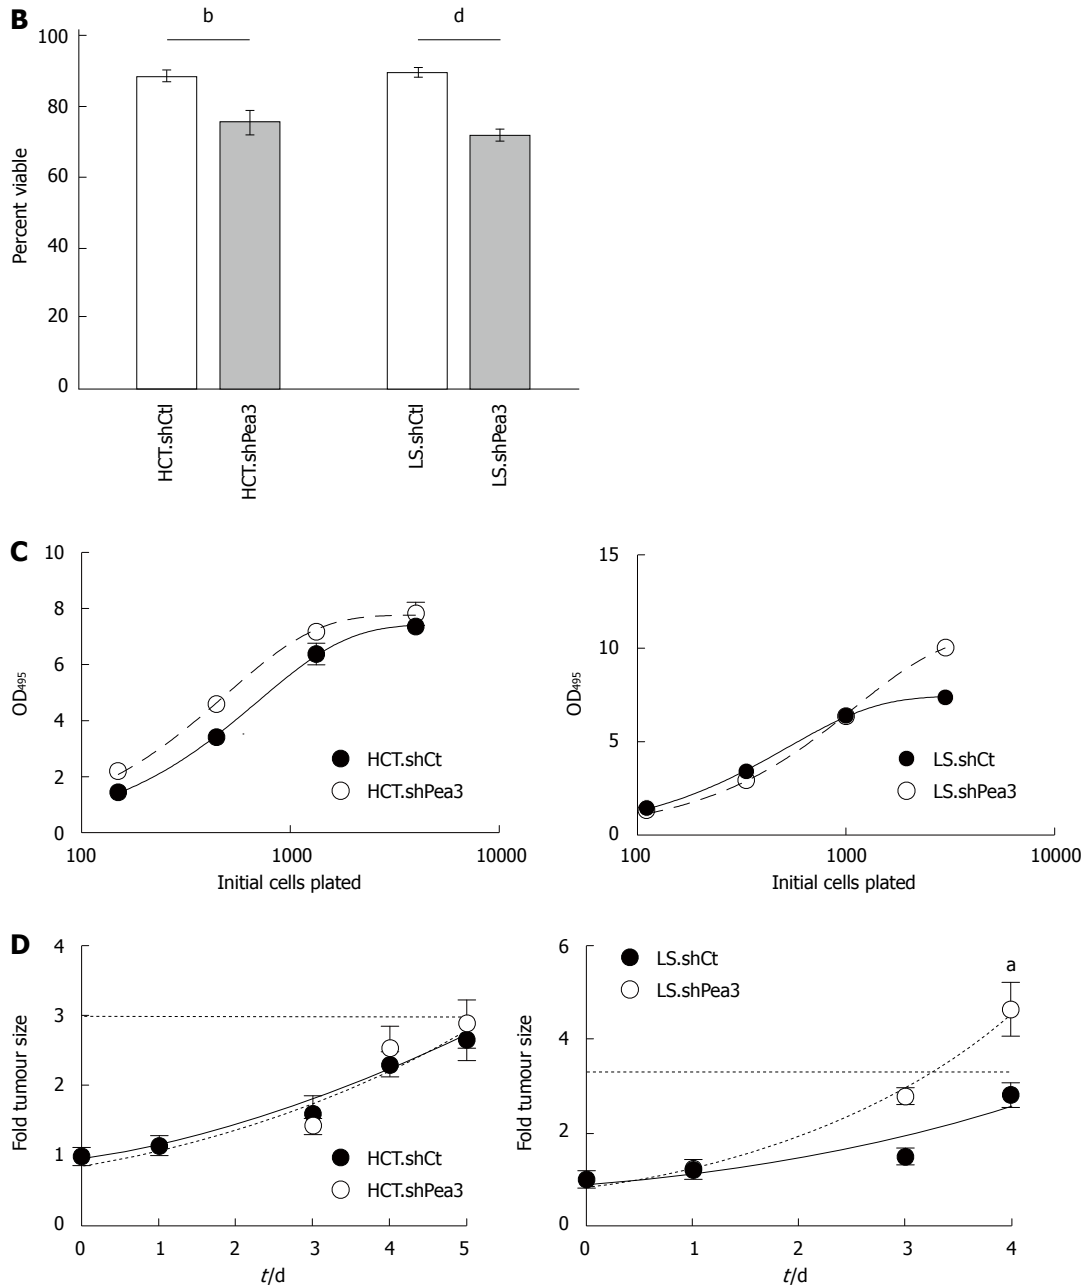 B
b
d
100
80
60
40
20
0
Percent viable
HCT.shCtl
HCT.shPea3
LS.shCtl
LS.shPea3
C
10
8
6
4
2
0
OD495
HCT.shCt
HCT.shPea3
100
1000
10000
Initial cells plated
15
10
5
0
OD495
LS.shCt
LS.shPea3
100
1000
10000
Initial cells plated
D
4
3
2
1
0
Fold tumour size
HCT.shCt
HCT.shPea3
0
1
2
3
4
5
t/d
6
4
2
0
Fold tumour size
LS.shCt
LS.shPea3
a
0
1
2
3
4
t/d